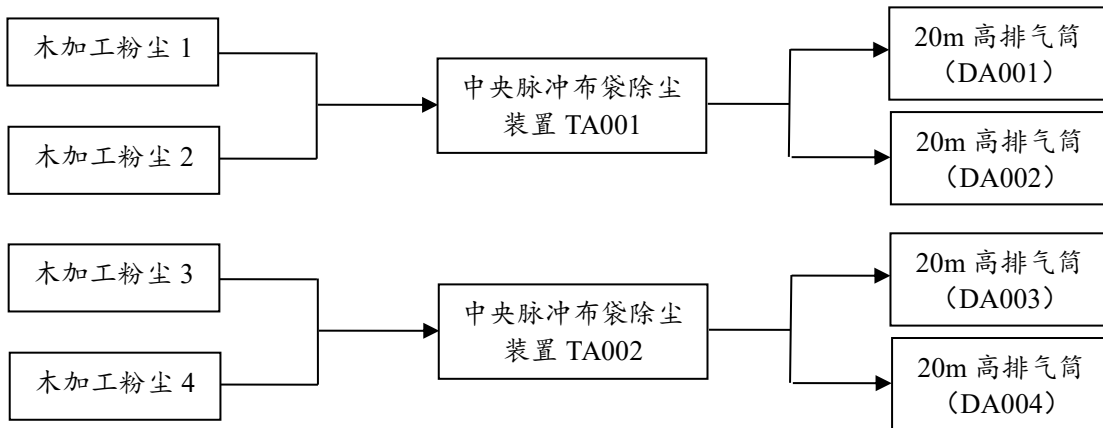 木加工粉尘 1
木加工粉尘 2
中央脉冲布袋除尘
装置 TA001
20m 高排气筒
（DA001）
20m 高排气筒
（DA002）
木加工粉尘 3
木加工粉尘 4
中央脉冲布袋除尘
装置 TA002
20m 高排气筒
（DA003）
20m 高排气筒
（DA004）